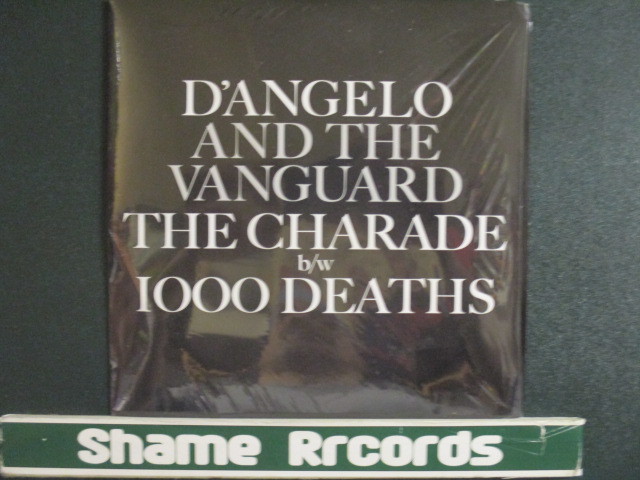 D'ANGELO
AND THE
VANGUARD
THE CHARADE
b/w
1000 DEATHS
Shame Rrcords